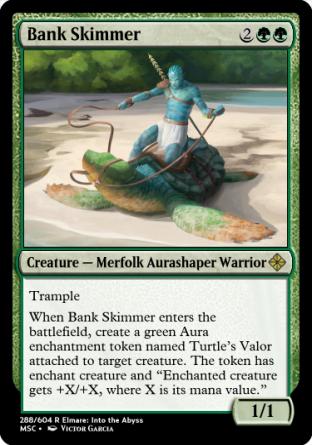 Bank Skimmer 2
Creature — Merfolk Aurashaper Warrior
Trample
When Bank Skimmer enters the
battlefield, create a green Aura
enchantment token named Turtle's Valor
attached to target creature. The token has
enchant creature and “Enchanted creature
gets +X/+X, where X is its mana value.”
1/1
288/604 R Elmare: Into the Abyss
MSC • Victor Garcia